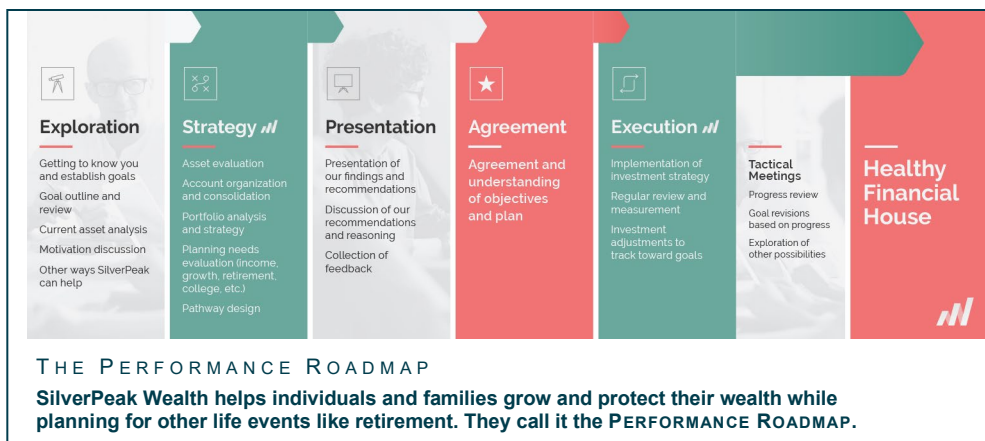 Exploration
Getting to know you
and establish goals
Goal outline and
review
Current asset analysis
Motivation discussion
Other ways SilverPeak
can help
Strategy
Asset evaluation
Account organization
and consolidation
Portfolio analysis
and strategy
Planning needs
evaluation (income,
growth, retirement,
college, etc.)
Pathway design
Presentation
Presentation of
our findings and
recommendations
Discussion of our
recommendations
and reasoning
Collection of
feedback
Agreement
Agreement and
understanding
of objectives
and plan
Execution
Implementation of
investment strategy
Regular review and
measurement
Investment
adjustments to
track toward goals
Tactical
Meetings
Progress review
Goal revisions
based on progress
Exploration of
other possibilities
Healthy
Financial
House
THE PERFORMANCE ROADMAP
SilverPeak Wealth helps individuals and families grow and protect their wealth while
planning for other life events like retirement. They call it the PERFORMANCE ROADMAP.